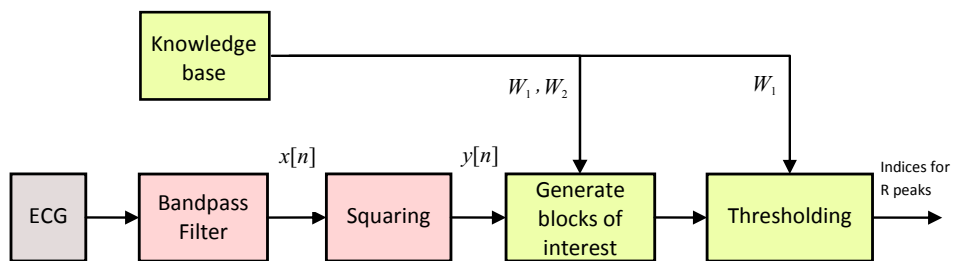 Knowledge
base
W₁ , W₂
W₁
x[n]
y[n]
Indices for
R peaks
ECG
Bandpass
Filter
Squaring
Generate
blocks of
interest
Thresholding